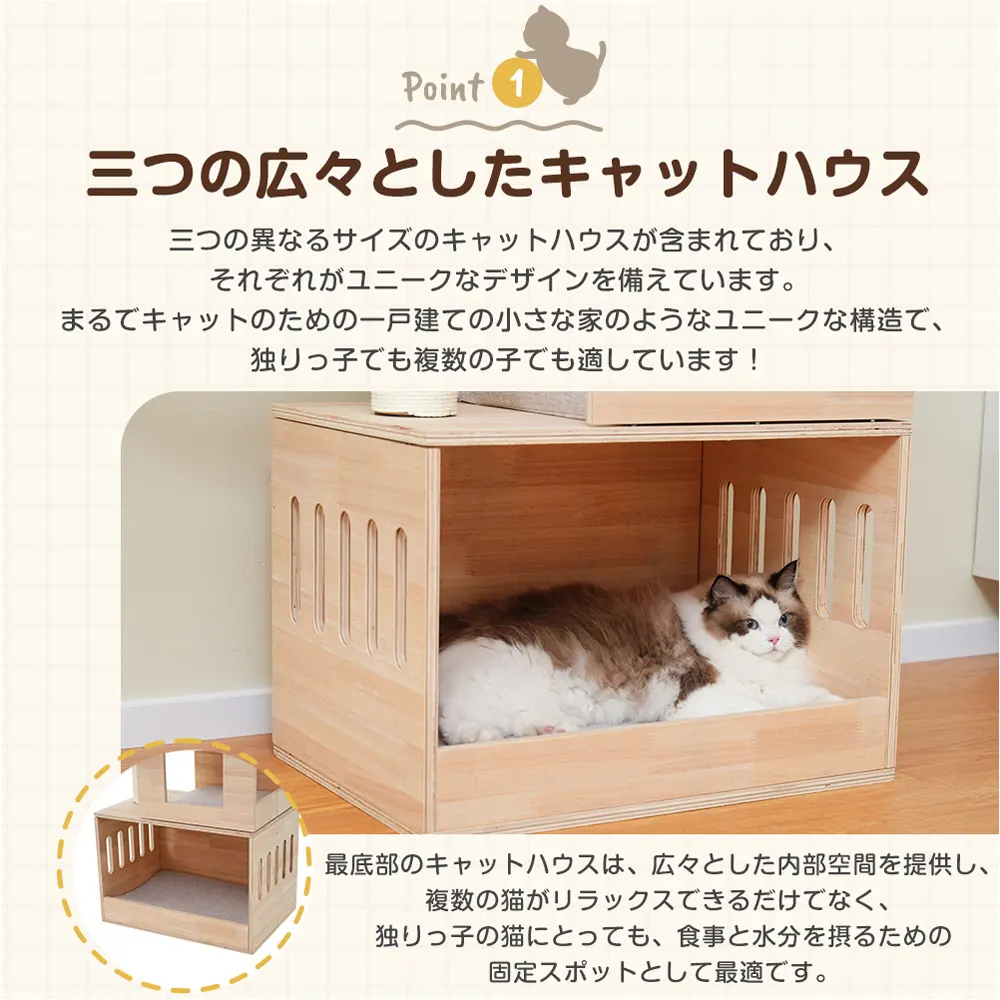 Point 1
三つの広々としたキャットハウス
三つの異なるサイズのキャットハウスが含まれており、
それぞれがユニークなデザインを備えています。
まるでキャットのための一戸建ての小さな家のようなユニークな構造で、
独りっ子でも複数の子でも適しています！
最底部のキャットハウスは、広々とした内部空間を提供し、
複数の猫がリラックスできるだけでなく、
独りっ子の猫にとっても、食事と水分を摂るための
固定スポットとして最適です。